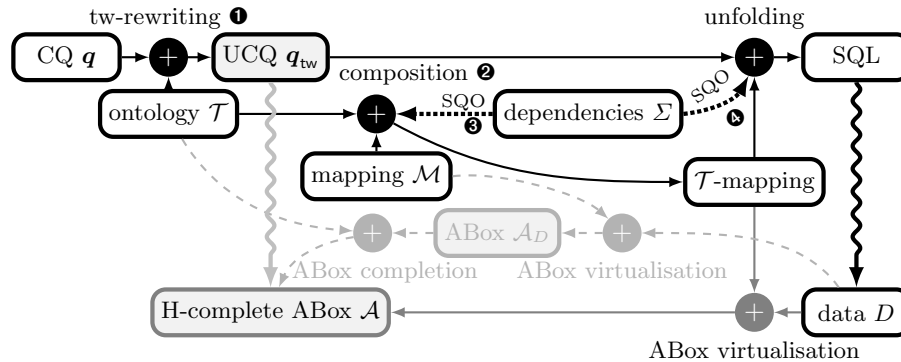 tw-rewriting ❶
unfolding
CQ q
+
UCQ q_tw
+
SQL
composition ❷
SQO
SQO
ontology 𝒯
+
❸
dependencies Σ
❹
mapping ℳ
𝒯-mapping
+
ABox 𝒜_D
+
ABox completion
ABox virtualisation
H-complete ABox 𝒜
+
data D
ABox virtualisation